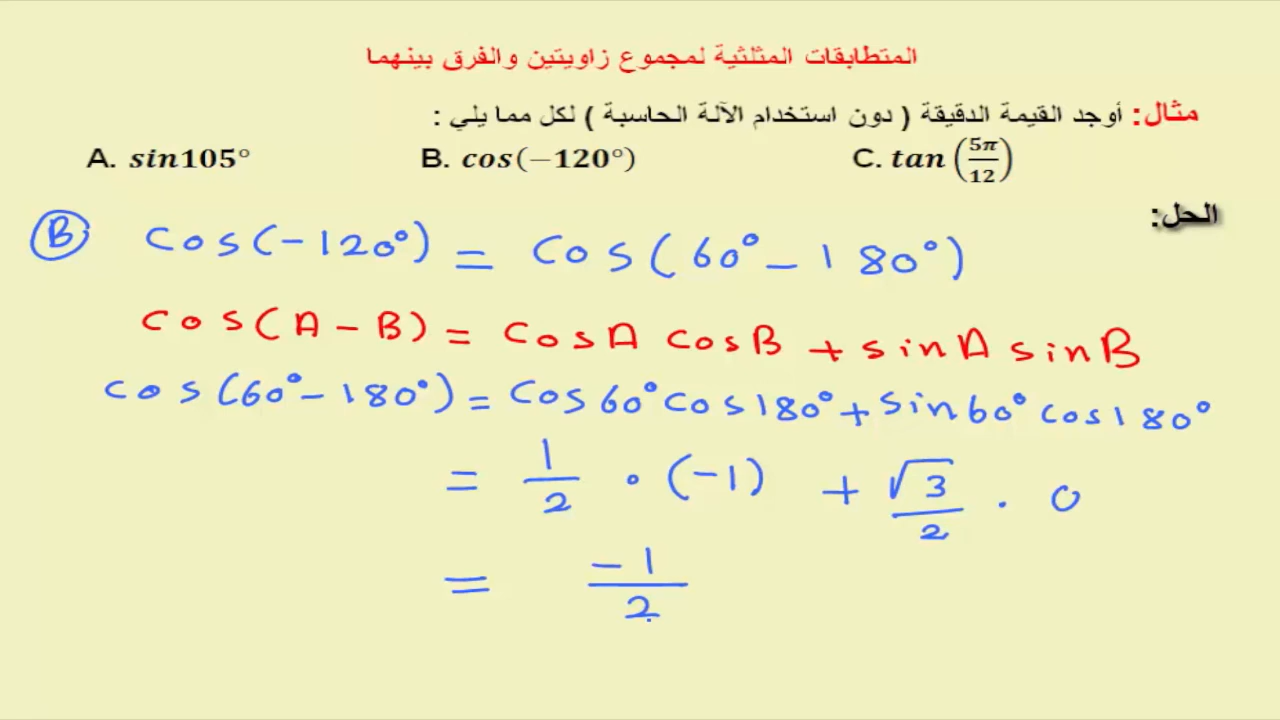 المتطابقات المثلثية لمجموع زاويتين والفرق بينهما
مثال: أوجد القيمة الدقيقة ( دون استخدام الآلة الحاسبة ) لكل مما يلي :
A. sin105° B. cos(−120°) C. tan (5π/12)
الحل:
B cos(−120°) = cos(60° − 180°)
cos(A − B) = cosA cosB + sinA sinB
cos(60° − 180°) = cos60° cos180° + sin60° cos180°
= 1/2 · (−1) + √3/2 · 0
= −1/2